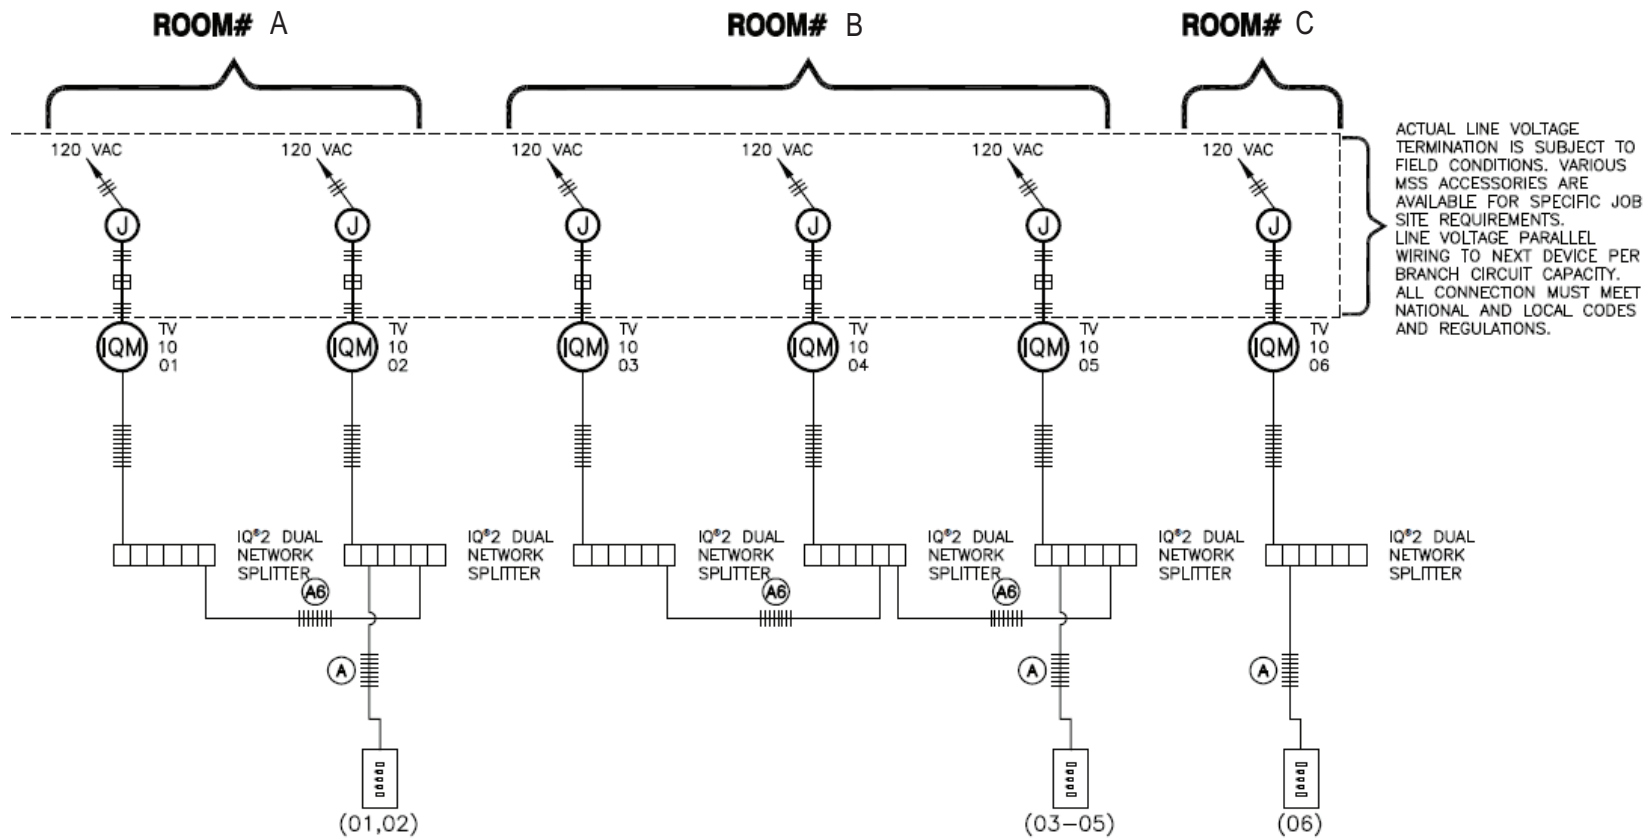 ROOM# A
ROOM# B
ROOM# C
120 VAC
120 VAC
120 VAC
120 VAC
120 VAC
120 VAC
ACTUAL LINE VOLTAGE
TERMINATION IS SUBJECT TO
FIELD CONDITIONS. VARIOUS
MSS ACCESSORIES ARE
AVAILABLE FOR SPECIFIC JOB
SITE REQUIREMENTS.
LINE VOLTAGE PARALLEL
WIRING TO NEXT DEVICE PER
BRANCH CIRCUIT CAPACITY.
ALL CONNECTION MUST MEET
NATIONAL AND LOCAL CODES
AND REGULATIONS.
J
J
J
J
J
J
IQM
TV
10
01
IQM
TV
10
02
IQM
TV
10
03
IQM
TV
10
04
IQM
TV
10
05
IQM
TV
10
06
IQ®2 DUAL
NETWORK
SPLITTER
IQ®2 DUAL
NETWORK
SPLITTER
IQ®2 DUAL
NETWORK
SPLITTER
IQ®2 DUAL
NETWORK
SPLITTER
IQ®2 DUAL
NETWORK
SPLITTER
IQ®2 DUAL
NETWORK
SPLITTER
A6
A6
A6
A
A
A
(01,02)
(03-05)
(06)